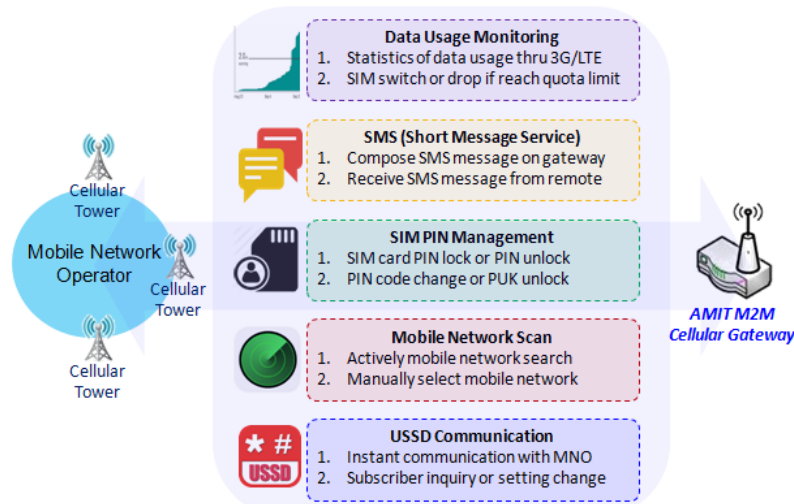 Data Usage Monitoring
1. Statistics of data usage thru 3G/LTE
2. SIM switch or drop if reach quota limit
SMS (Short Message Service)
1. Compose SMS message on gateway
2. Receive SMS message from remote
Cellular
Tower
Mobile Network
Operator
Cellular
Tower
Cellular
Tower
SIM PIN Management
1. SIM card PIN lock or PIN unlock
2. PIN code change or PUK unlock
AMIT M2M
Cellular Gateway
Mobile Network Scan
1. Actively mobile network search
2. Manually select mobile network
* #
USSD
USSD Communication
1. Instant communication with MNO
2. Subscriber inquiry or setting change